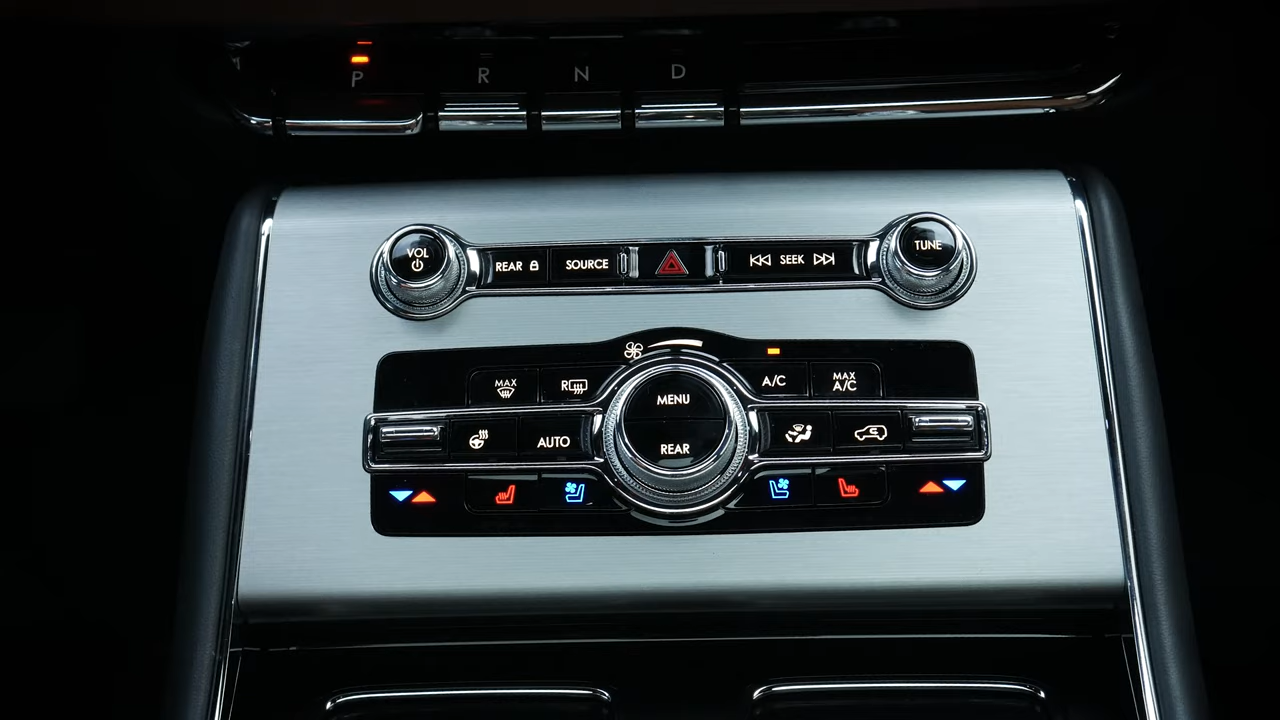 P R N D
VOL
REAR
SOURCE
SEEK
TUNE
MAX
R
A/C
MAX
A/C
MENU
AUTO
REAR